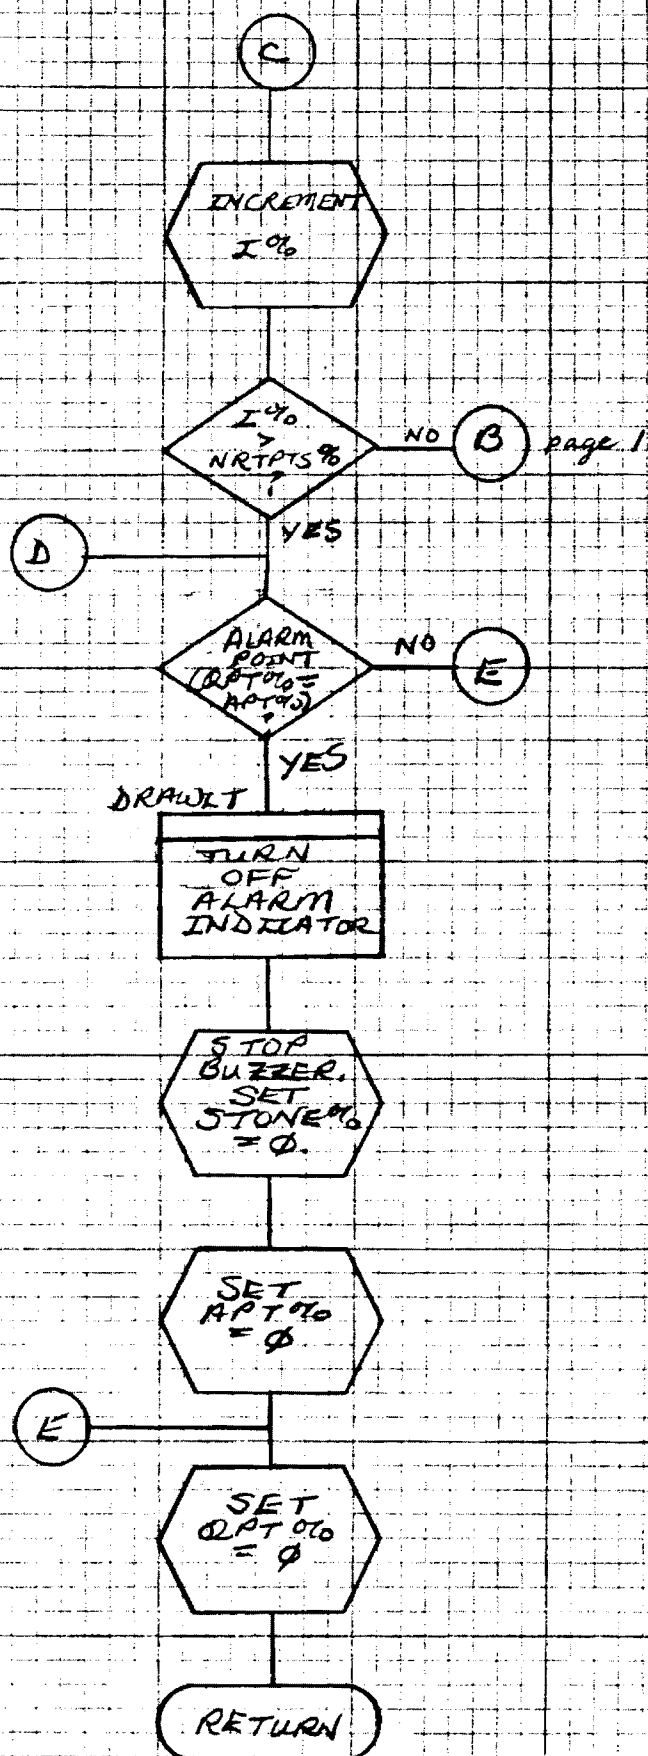 C
INCREMENT
I%
I%
>
NRTPTS%
?
NO
B
page 1
YES
D
ALARM
POINT
(QPT%=
APT%)
?
NO
E
YES
DRAWIT
TURN
OFF
ALARM
INDICATOR
STOP
BUZZER.
SET
STONE%
= Ø.
SET
APT%
= Ø
E
SET
QPT%
= Ø
RETURN